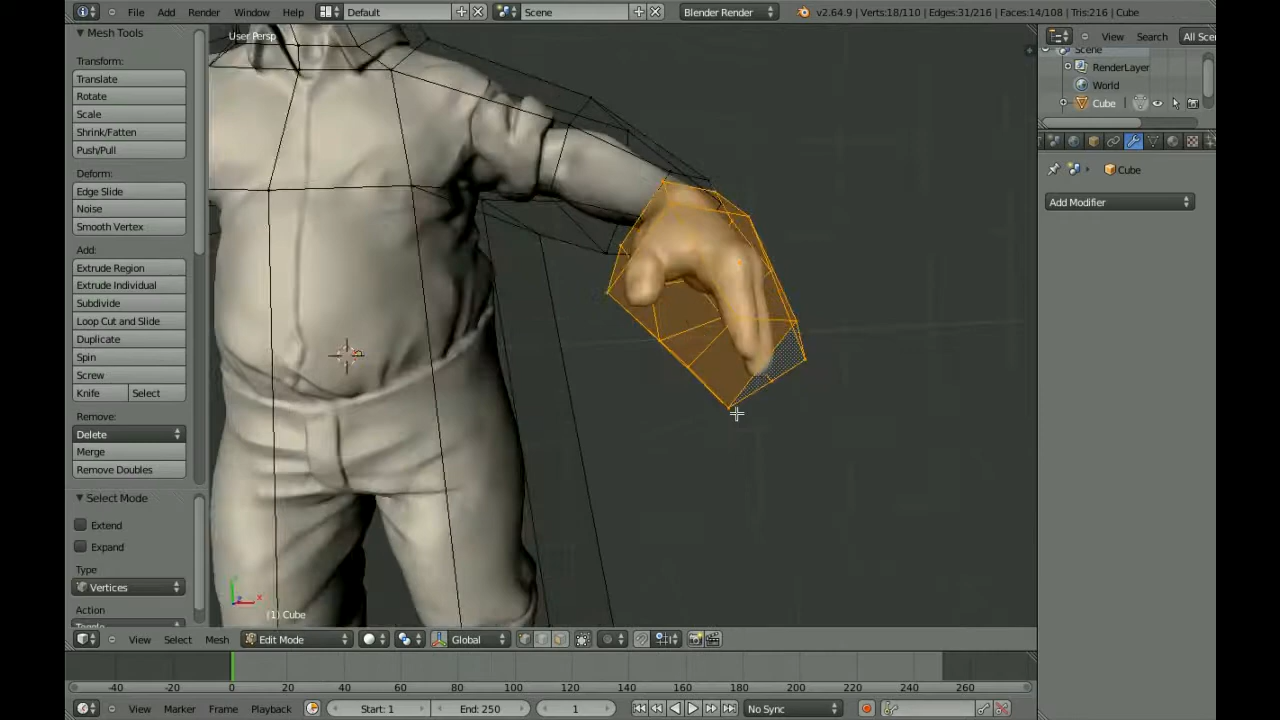 File Add Render Window Help Default Scene Blender Render v2.64.9 | Verts:18/110 | Edges:31/216 | Faces:14/108 | Tris:216 | Cube
Mesh Tools
Transform:
Translate
Rotate
Scale
Shrink/Fatten
Push/Pull
Deform:
Edge Slide
Noise
Smooth Vertex
Add:
Extrude Region
Extrude Individual
Subdivide
Loop Cut and Slide
Duplicate
Spin
Screw
Knife Select
Remove:
Delete
Merge
Remove Doubles
Select Mode
Extend
Expand
Type
Vertices
Action
User Persp
(1) Cube
View Search All Sce
Scene
RenderLayer
World
Cube
Cube
Add Modifier
View Select Mesh Edit Mode Global
-40 -20 0 20 40 60 80 100 120 140 160 180 200 220 240 260
View Marker Frame Playback Start: 1 End: 250 1 No Sync